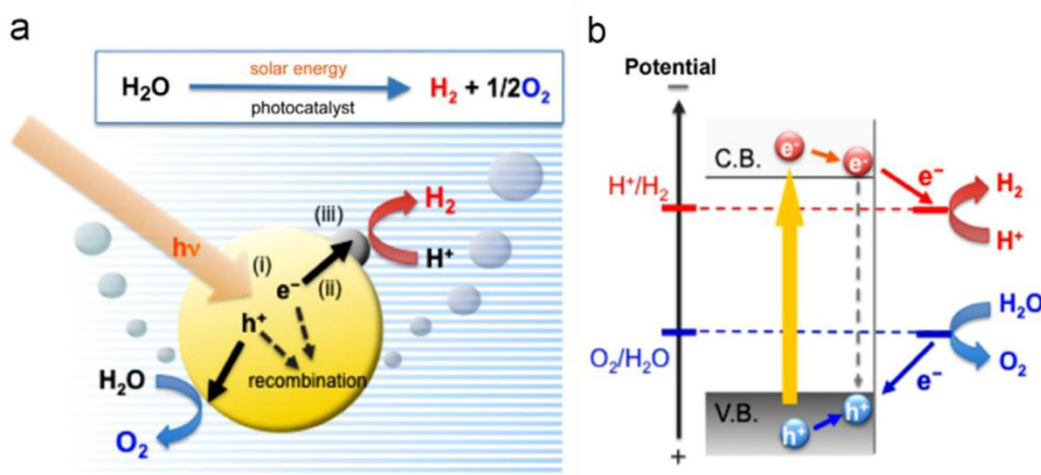 a
H₂O solar energy H₂ + 1/2O₂
photocatalyst
hν
(i)
(ii)
(iii)
e⁻
h⁺
recombination
H₂
H⁺
H₂O
O₂
b
Potential
−
C.B.
e⁻ e⁻
e⁻
H⁺/H₂
H₂
H⁺
O₂/H₂O
H₂O
O₂
e⁻
V.B.
h⁺ h⁺
+